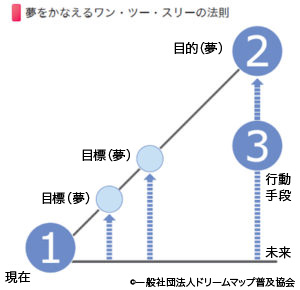 夢をかなえるワン・ツー・スリーの法則
目的(夢)
2
目標(夢)
3
目標(夢)
行動
手段
1
未来
現在
©一般社団法人ドリームマップ普及協会